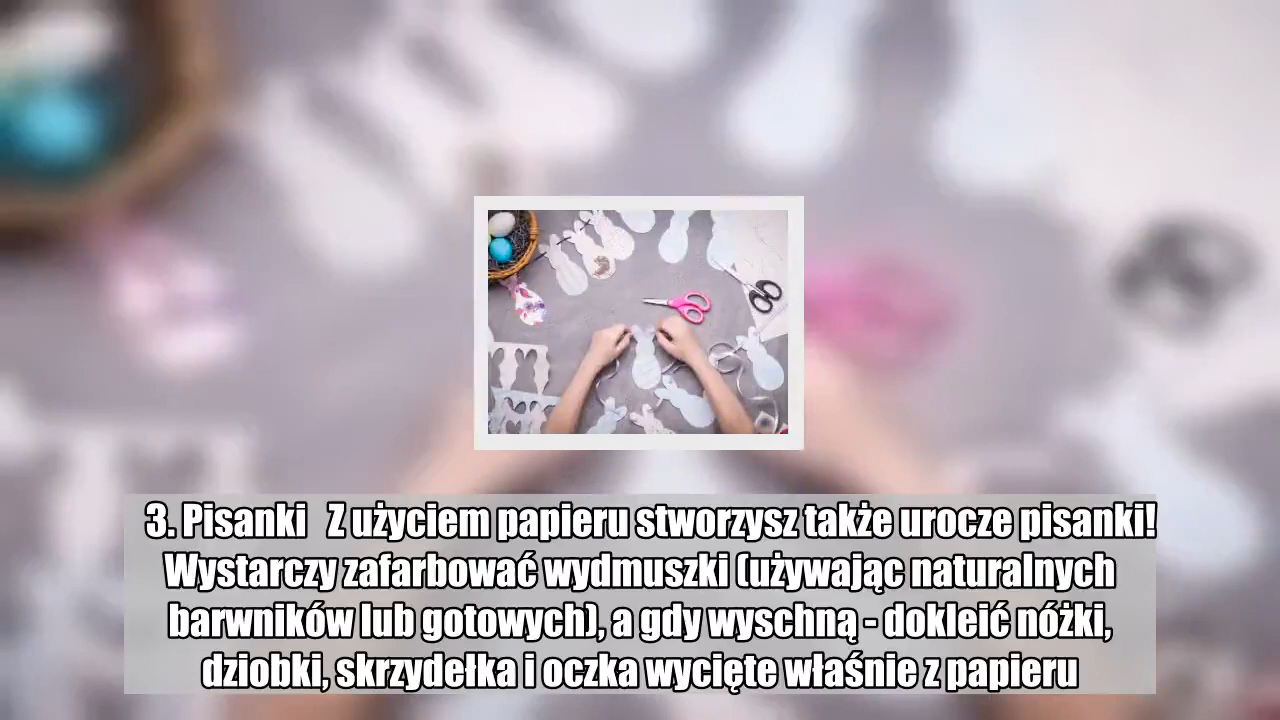 3. Pisanki   Z użyciem papieru stworzysz także urocze pisanki!
Wystarczy zafarbować wydmuszki (używając naturalnych
barwników lub gotowych), a gdy wyschną - dokleić nóżki,
dziobki, skrzydełka i oczka wycięte właśnie z papieru